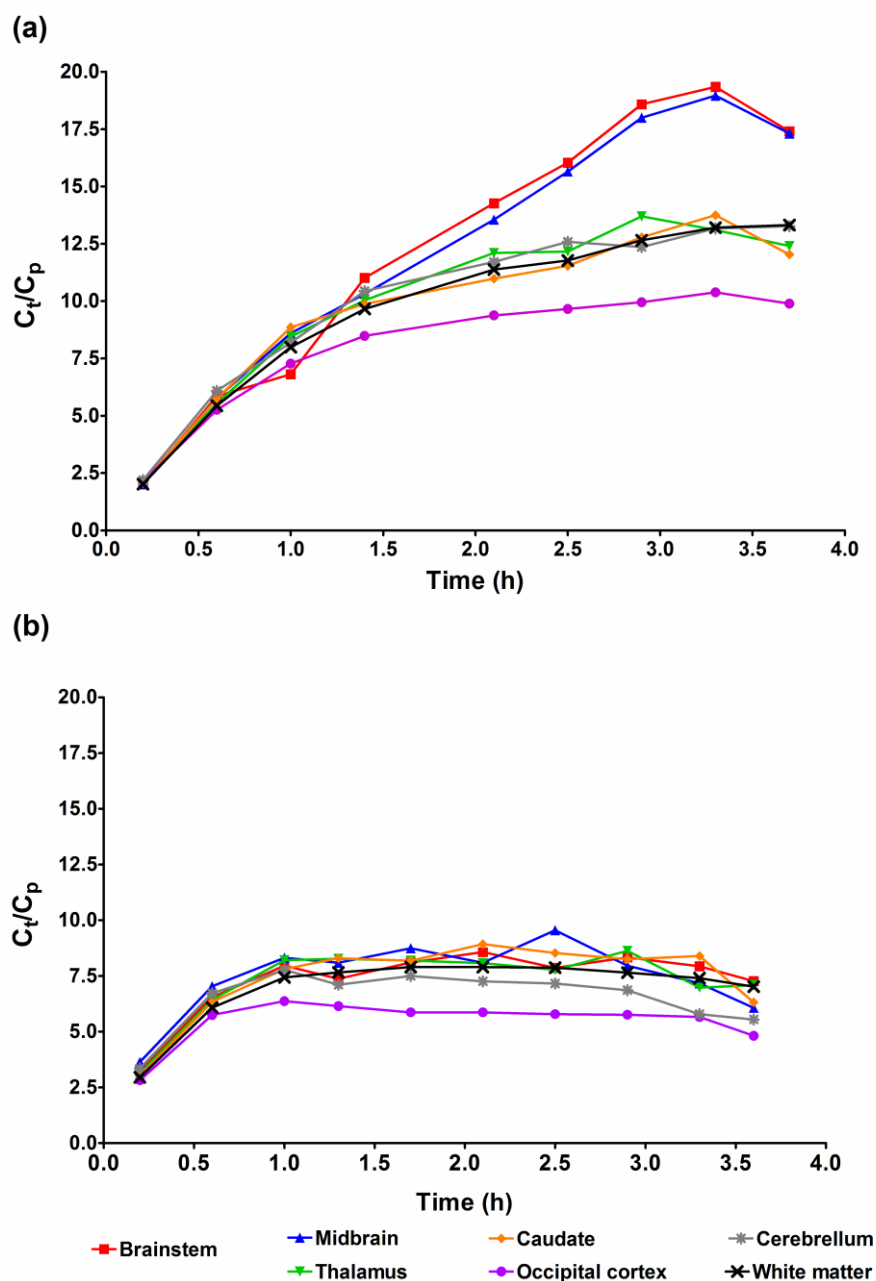 (a)
20.0
17.5
15.0
12.5
10.0
7.5
5.0
2.5
0.0
Ct/Cp
0.0 0.5 1.0 1.5 2.0 2.5 3.0 3.5 4.0
Time (h)
(b)
20.0
17.5
15.0
12.5
10.0
7.5
5.0
2.5
0.0
Ct/Cp
0.0 0.5 1.0 1.5 2.0 2.5 3.0 3.5 4.0
Time (h)
Brainstem Midbrain Caudate Cerebrellum
Thalamus Occipital cortex White matter